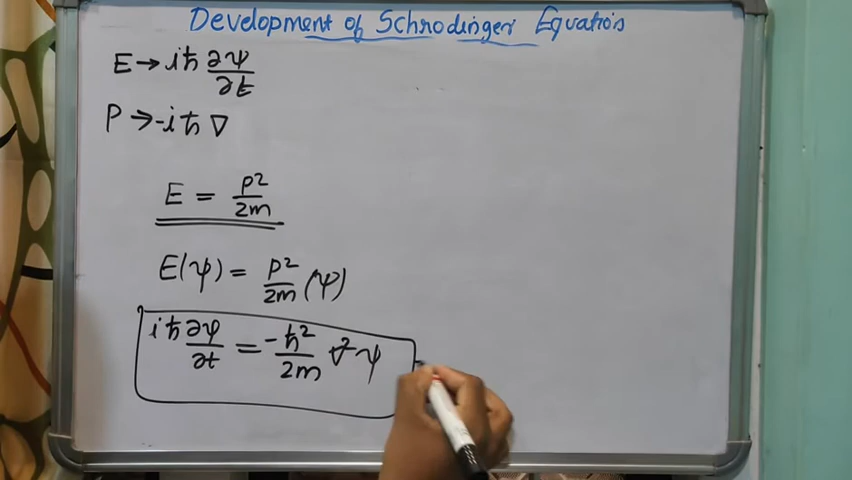 Development of Schrodinger Equation
E → iħ ∂ψ/∂t
P → -iħ ∇
E = p²/2m
E(ψ) = p²/2m (ψ)
iħ ∂ψ/∂t = -ħ²/2m ∇²ψ